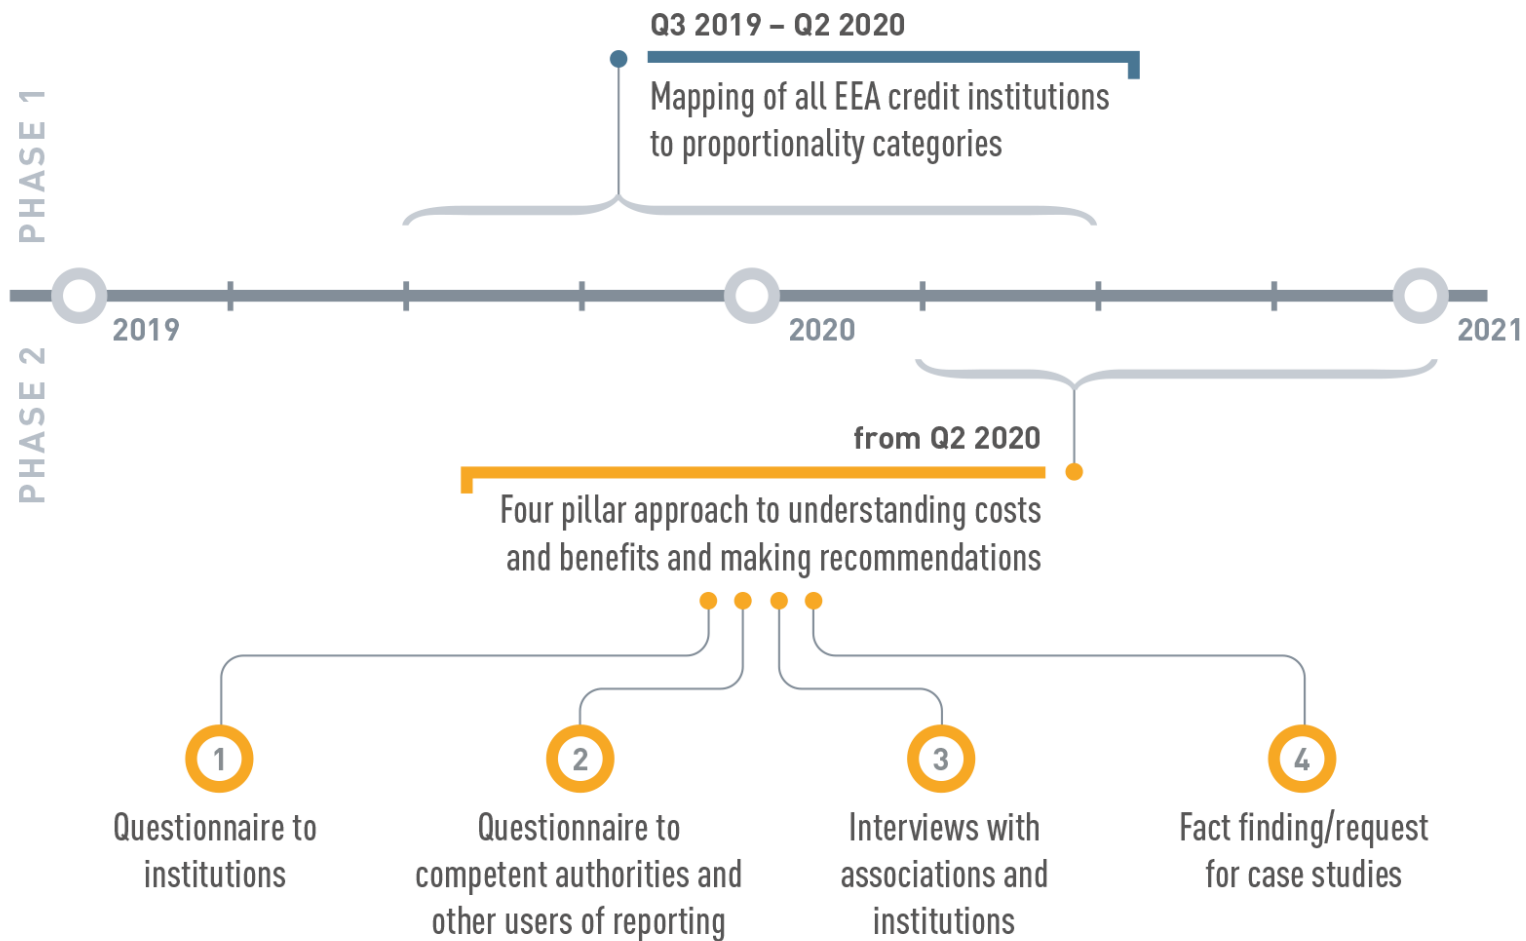 PHASE 1
Q3 2019 – Q2 2020
Mapping of all EEA credit institutions
to proportionality categories
2019
2020
2021
PHASE 2
from Q2 2020
Four pillar approach to understanding costs
and benefits and making recommendations
1
Questionnaire to
institutions
2
Questionnaire to
competent authorities and
other users of reporting
3
Interviews with
associations and
institutions
4
Fact finding/request
for case studies